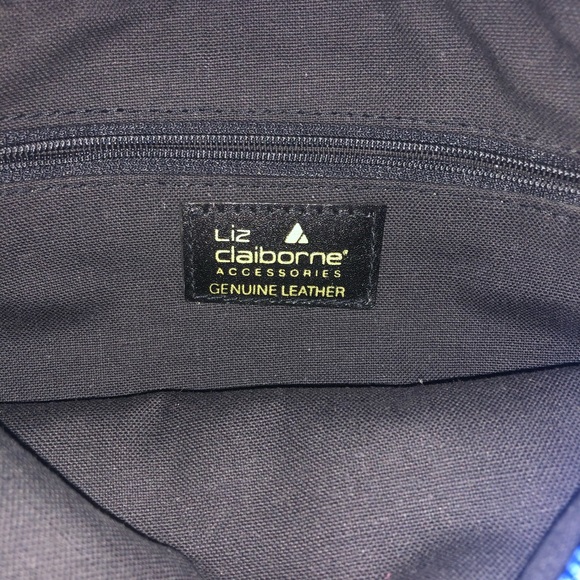 Liz
claiborne®
ACCESSORIES
GENUINE LEATHER